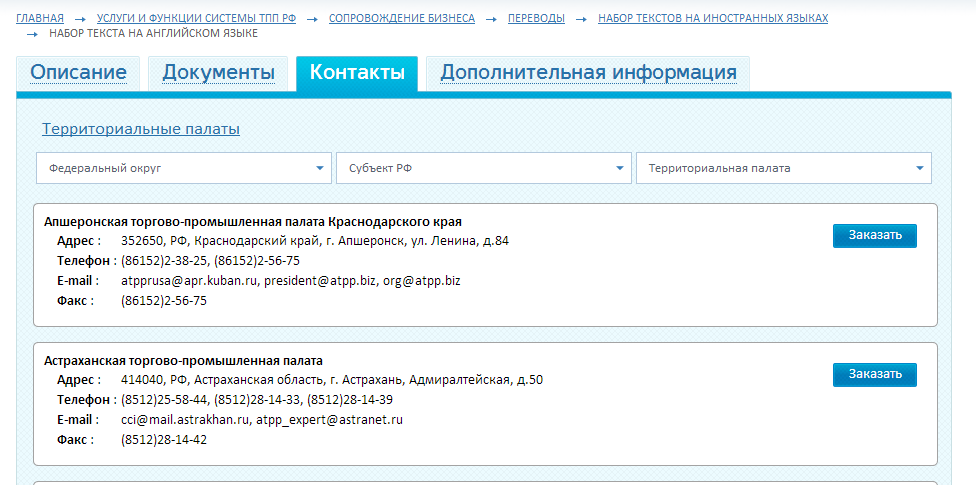 ГЛАВНАЯ → УСЛУГИ И ФУНКЦИИ СИСТЕМЫ ТПП РФ → СОПРОВОЖДЕНИЕ БИЗНЕСА → ПЕРЕВОДЫ → НАБОР ТЕКСТОВ НА ИНОСТРАННЫХ ЯЗЫКАХ
→ НАБОР ТЕКСТА НА АНГЛИЙСКОМ ЯЗЫКЕ
Описание Документы Контакты Дополнительная информация
Территориальные палаты
Федеральный округ Субъект РФ Территориальная палата
Апшеронская торгово-промышленная палата Краснодарского края
Адрес : 352650, РФ, Краснодарский край, г. Апшеронск, ул. Ленина, д.84
Заказать
Телефон : (86152)2-38-25, (86152)2-56-75
E-mail : atpprusa@apr.kuban.ru, president@atpp.biz, org@atpp.biz
Факс : (86152)2-56-75
Астраханская торгово-промышленная палата
Адрес : 414040, РФ, Астраханская область, г. Астрахань, Адмиралтейская, д.50
Заказать
Телефон : (8512)25-58-44, (8512)28-14-33, (8512)28-14-39
E-mail : cci@mail.astrakhan.ru, atpp_expert@astranet.ru
Факс : (8512)28-14-42